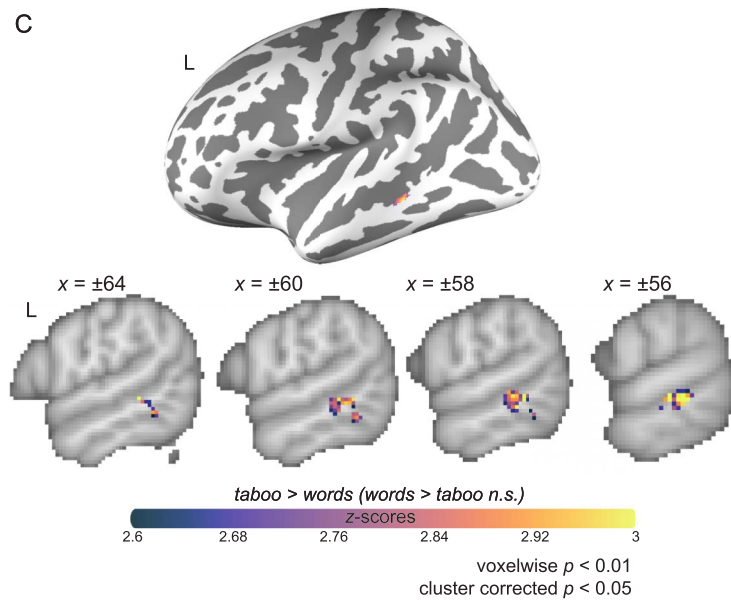 C
L
x = ±64 x = ±60 x = ±58 x = ±56
L
taboo > words (words > taboo n.s.)
z-scores
2.6 2.68 2.76 2.84 2.92 3
voxelwise p < 0.01
cluster corrected p < 0.05